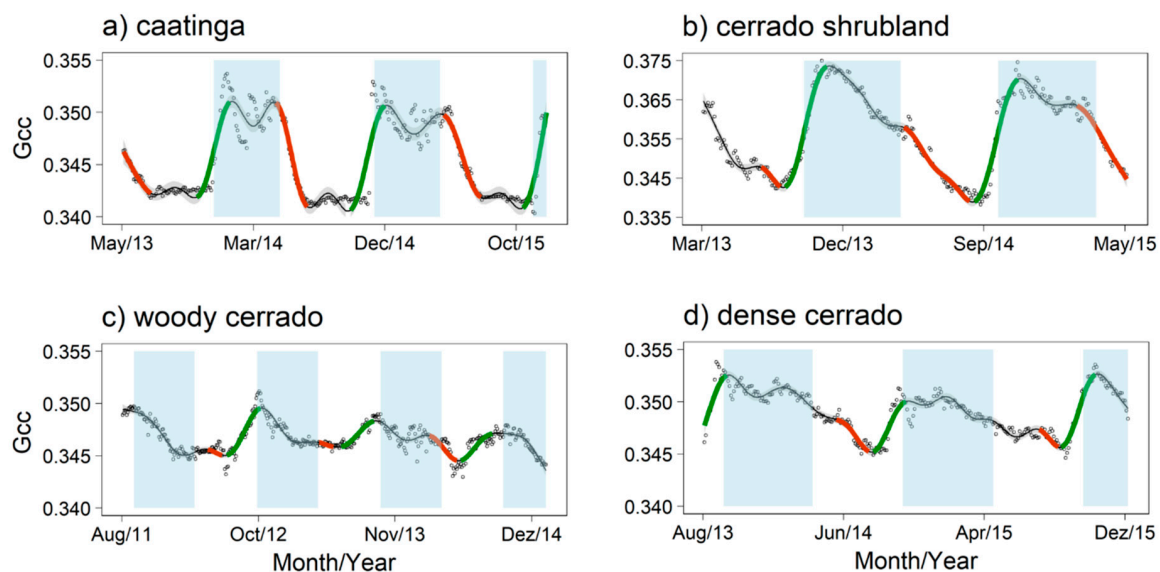 a) caatinga
0.355
0.350
0.345
0.340
Gcc
May/13 Mar/14 Dec/14 Oct/15
b) cerrado shrubland
0.375
0.365
0.355
0.345
0.335
Mar/13 Dec/13 Sep/14 May/15
c) woody cerrado
0.355
0.350
0.345
0.340
Gcc
Aug/11 Oct/12 Nov/13 Dez/14
Month/Year
d) dense cerrado
0.355
0.350
0.345
0.340
Aug/13 Jun/14 Apr/15 Dez/15
Month/Year